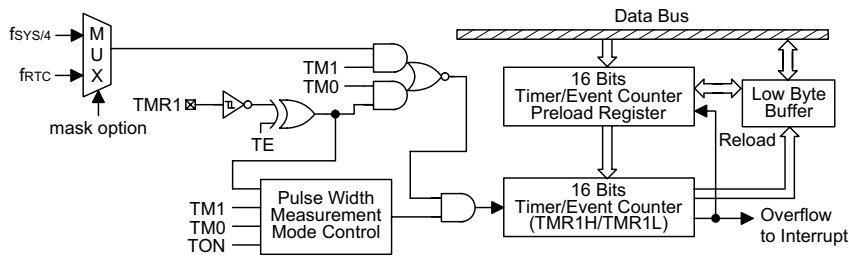 Data Bus
fSYS/4
fRTC
M
U
X
mask option
TM1
TM0
TMR1
TE
16 Bits
Timer/Event Counter
Preload Register
Low Byte
Buffer
Reload
TM1
TM0
TON
Pulse Width
Measurement
Mode Control
16 Bits
Timer/Event Counter
(TMR1H/TMR1L)
Overflow
to Interrupt